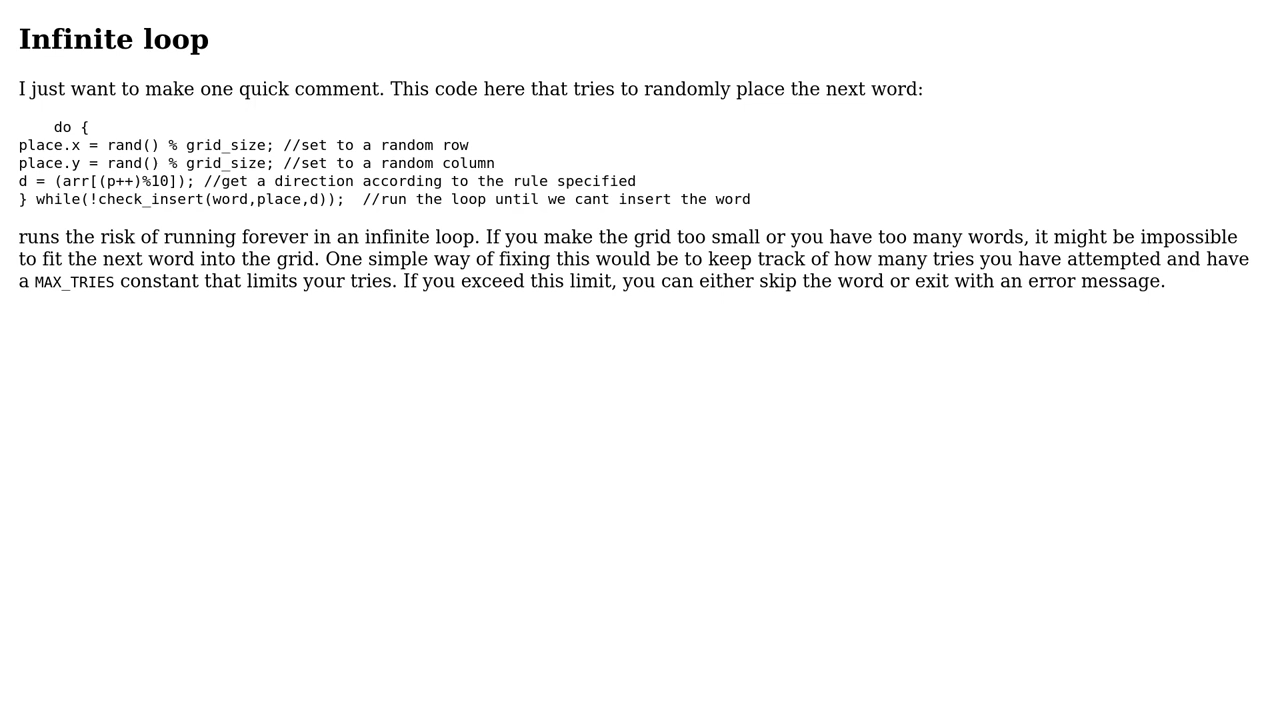 Infinite loop
I just want to make one quick comment. This code here that tries to randomly place the next word:
do {
place.x = rand() % grid_size; //set to a random row
place.y = rand() % grid_size; //set to a random column
d = (arr[(p++)%10]); //get a direction according to the rule specified
} while(!check_insert(word,place,d));  //run the loop until we cant insert the word
runs the risk of running forever in an infinite loop. If you make the grid too small or you have too many words, it might be impossible
to fit the next word into the grid. One simple way of fixing this would be to keep track of how many tries you have attempted and have
a MAX_TRIES constant that limits your tries. If you exceed this limit, you can either skip the word or exit with an error message.